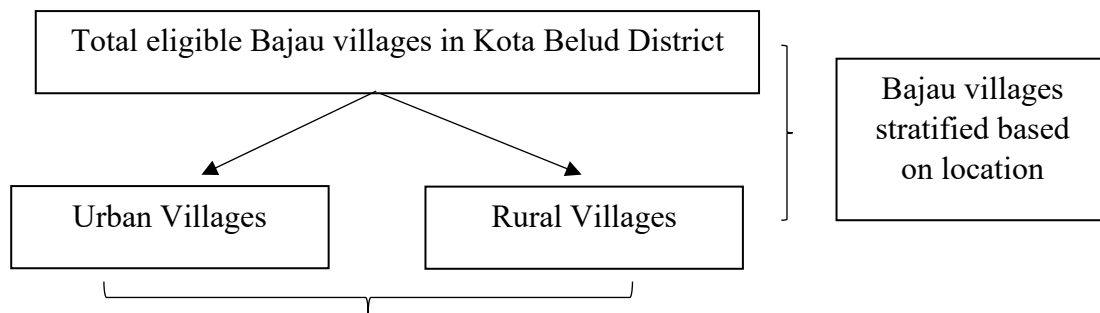 Total eligible Bajau villages in Kota Belud District
Bajau villages
stratified based
on location
Urban Villages
Rural Villages